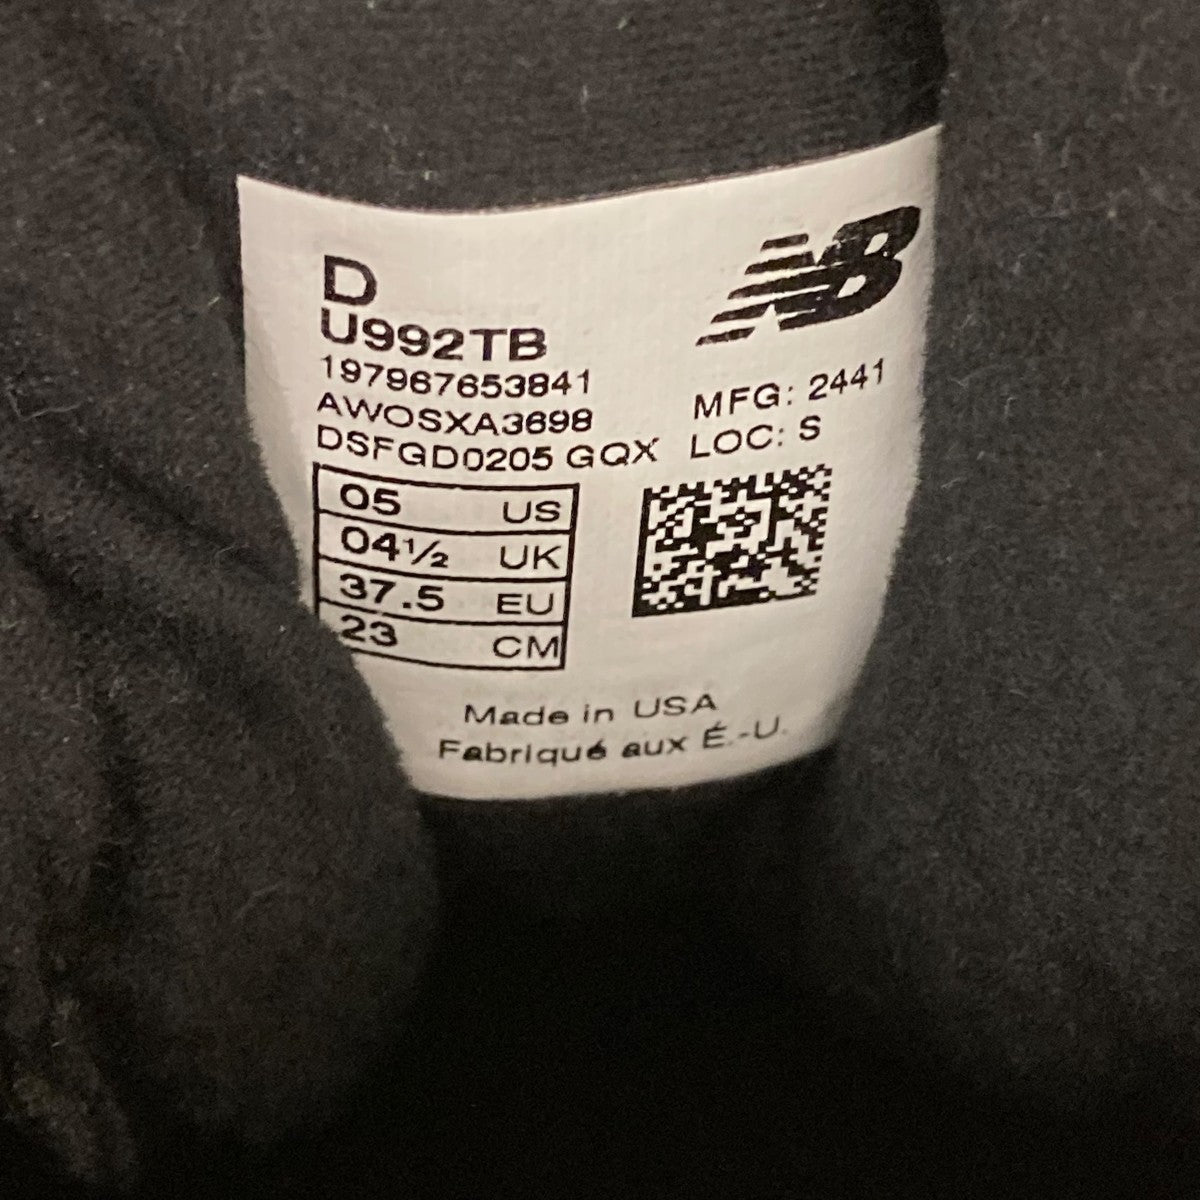 NB
D
U992TB
197967653841
AWOSXA3698
DSFGD0205 GQX
MFG: 2441
LOC: S
05 US
04½ UK
37.5 EU
23 CM
Made in USA
Fabriqué aux É.-U.